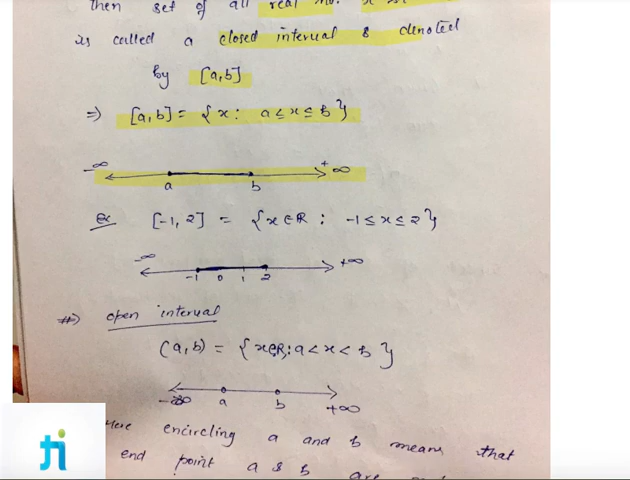 then set of all real no. x
is called a closed interval & denoted
by [a,b]
⇒ [a,b] = {x: a ≤ x ≤ b}
-∞ +∞
a b
ex [-1, 2] = {x∈R : -1 ≤ x ≤ 2}
-∞ +∞
-1 0 1 2
#⇒) open interval
(a, b) = {x∈R: a < x < b}
-∞ a b +∞
Here encircling a and b means that
end point a & b are